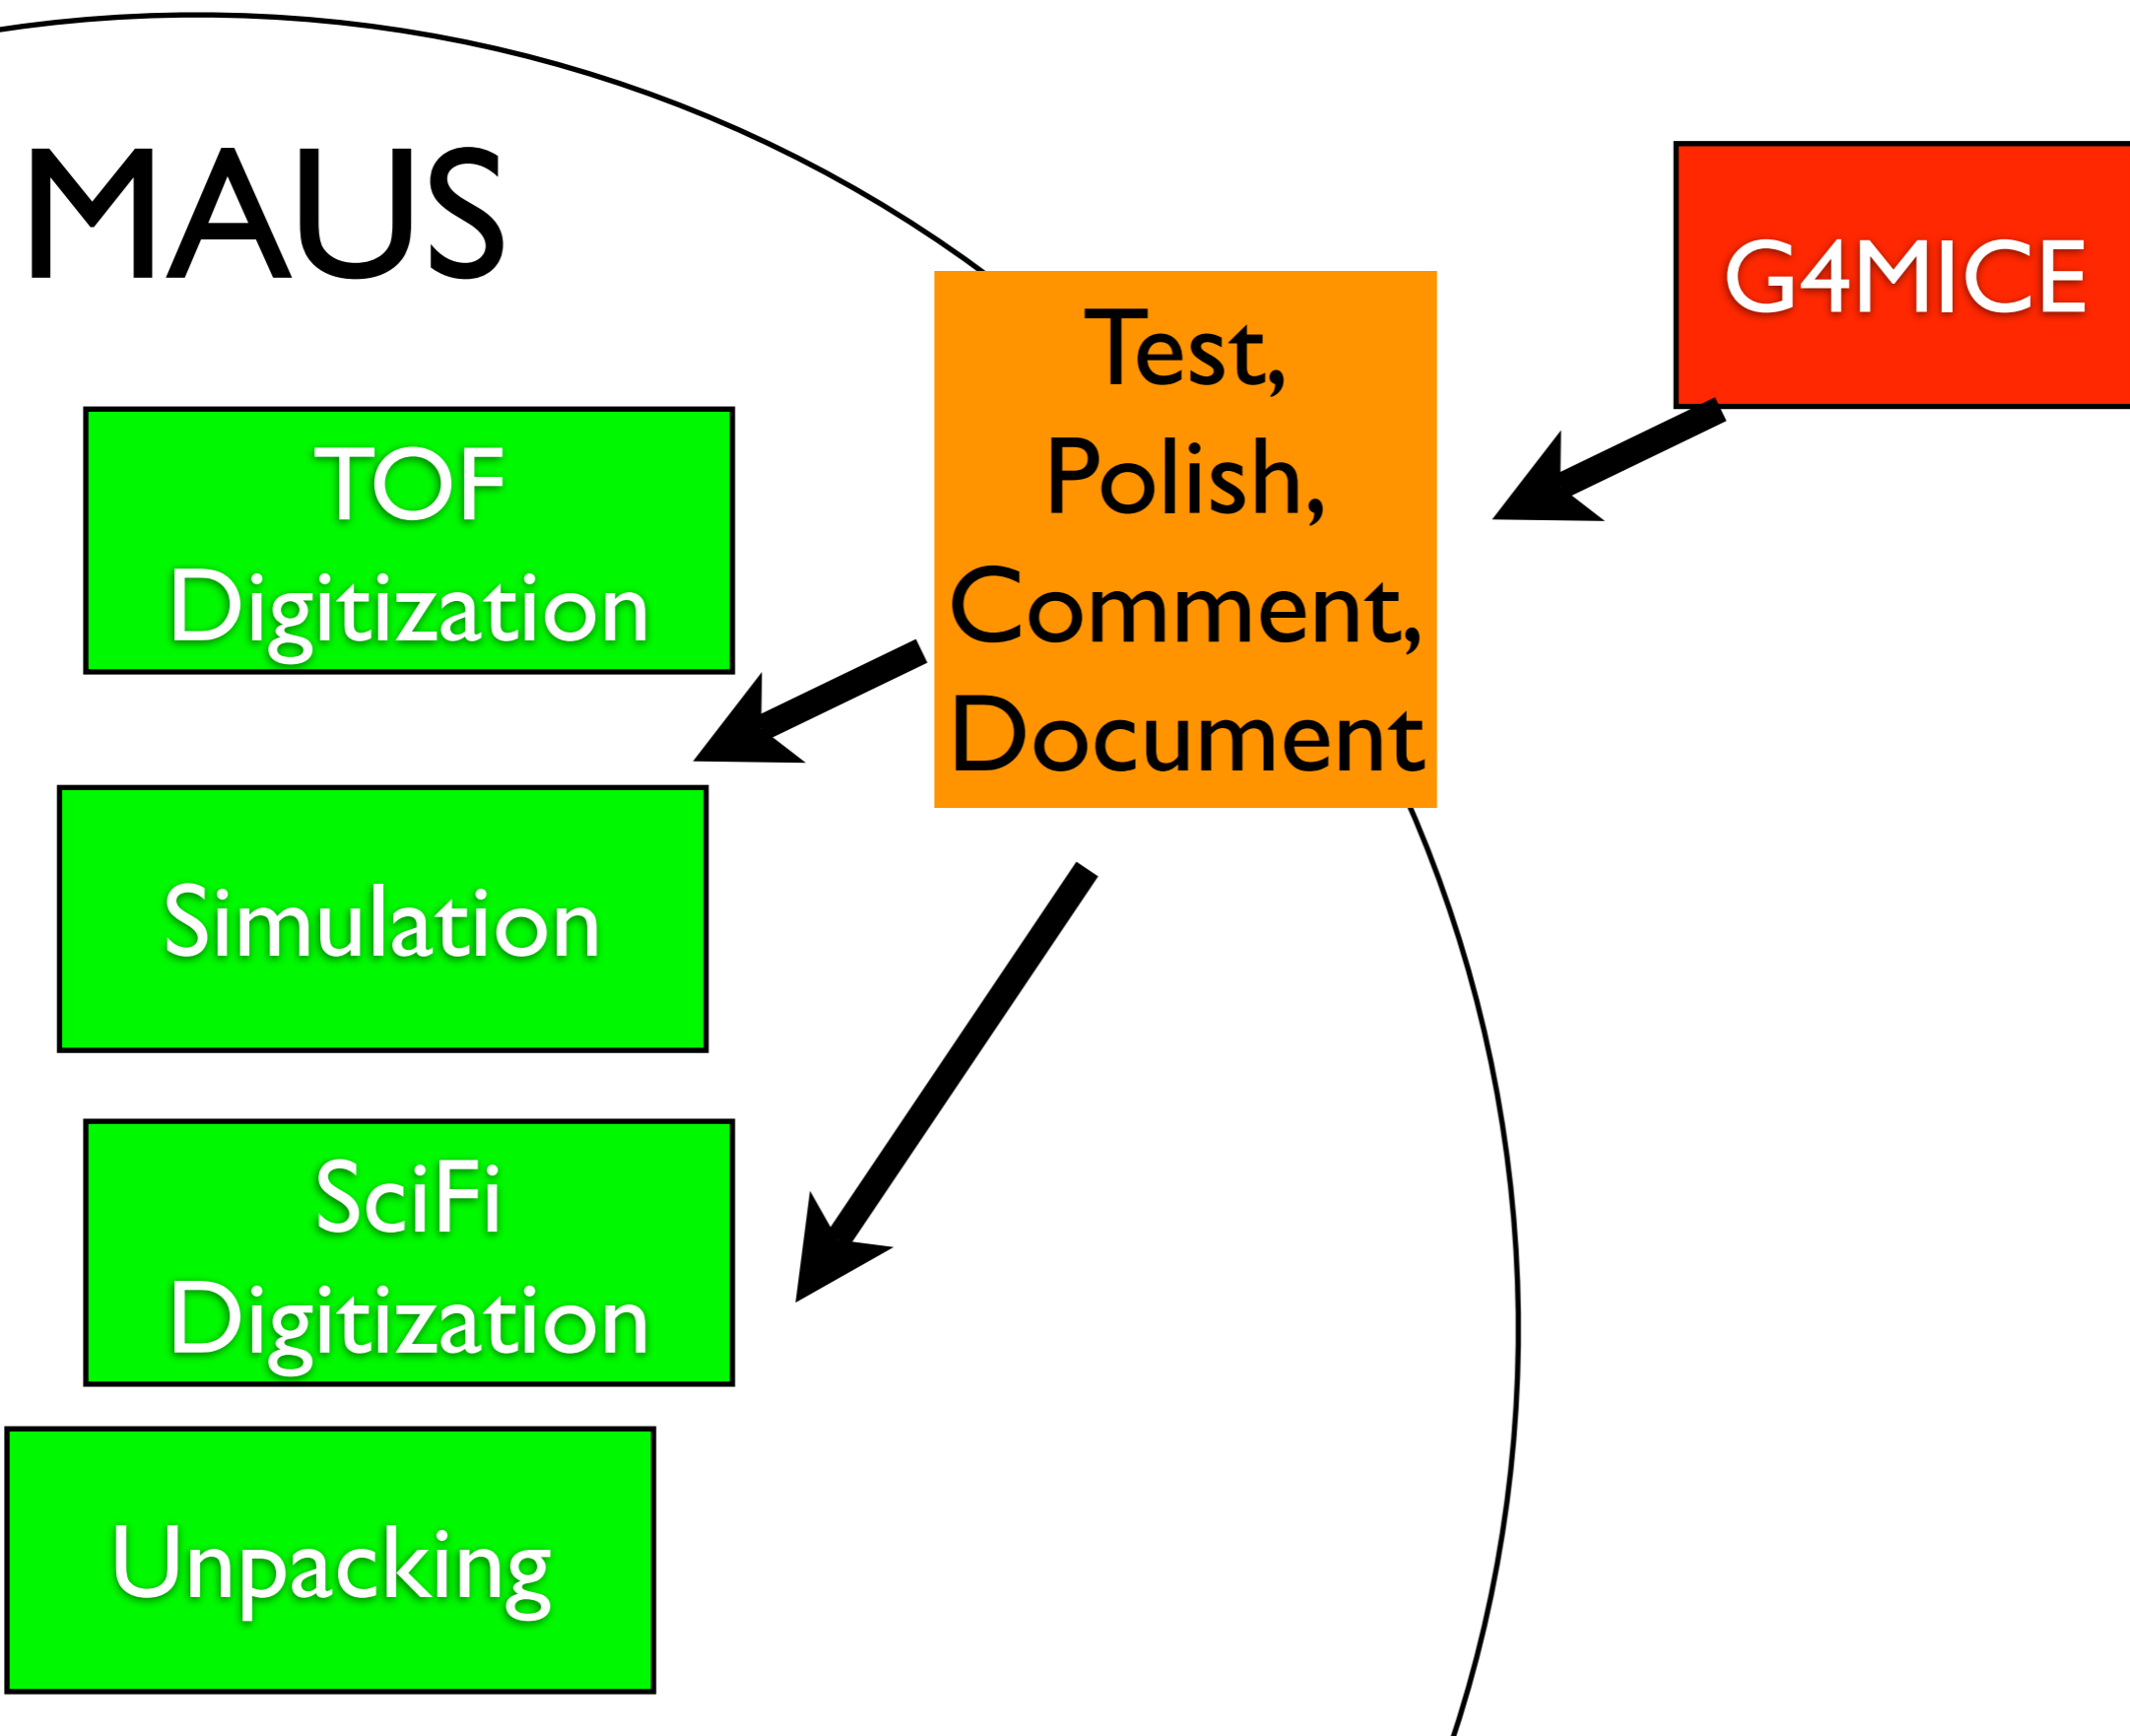 MAUS
G4MICE
Test,
Polish,
Comment,
Document
TOF
Digitization
Simulation
SciFi
Digitization
Unpacking